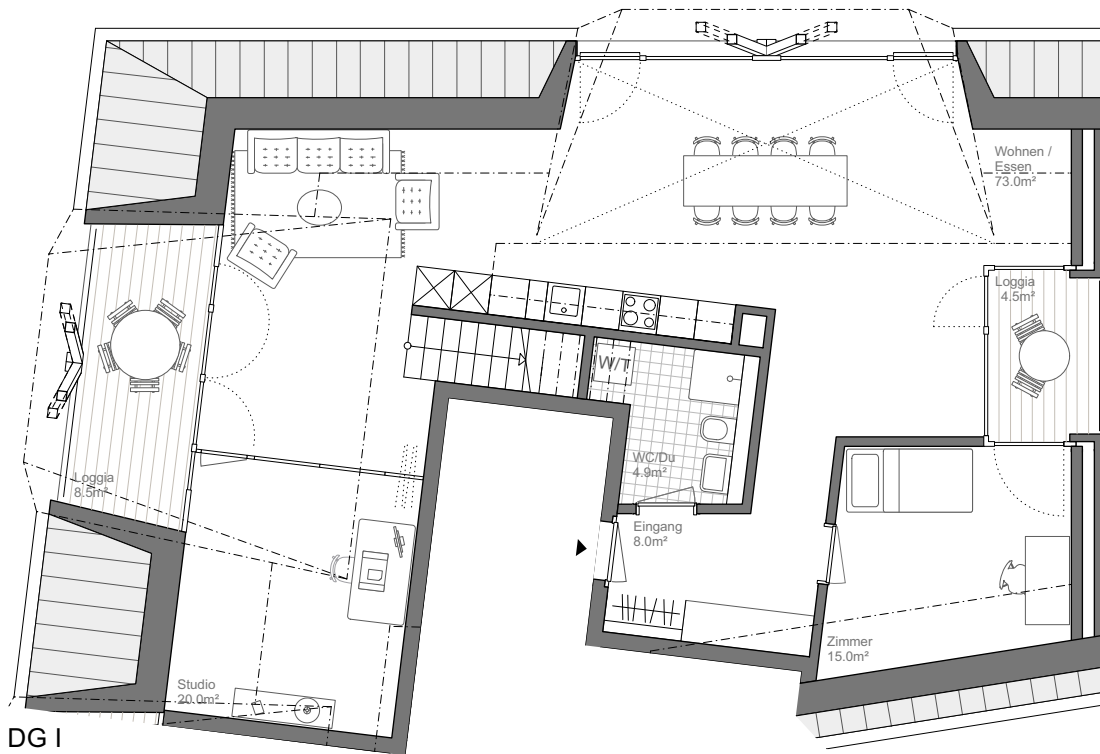 Wohnen /
Essen
73.0m²
Loggia
4.5m²
W/T
WC/Du
4.9m²
Loggia
8.5m²
Eingang
8.0m²
Zimmer
15.0m²
Studio
20.0m²
DG I